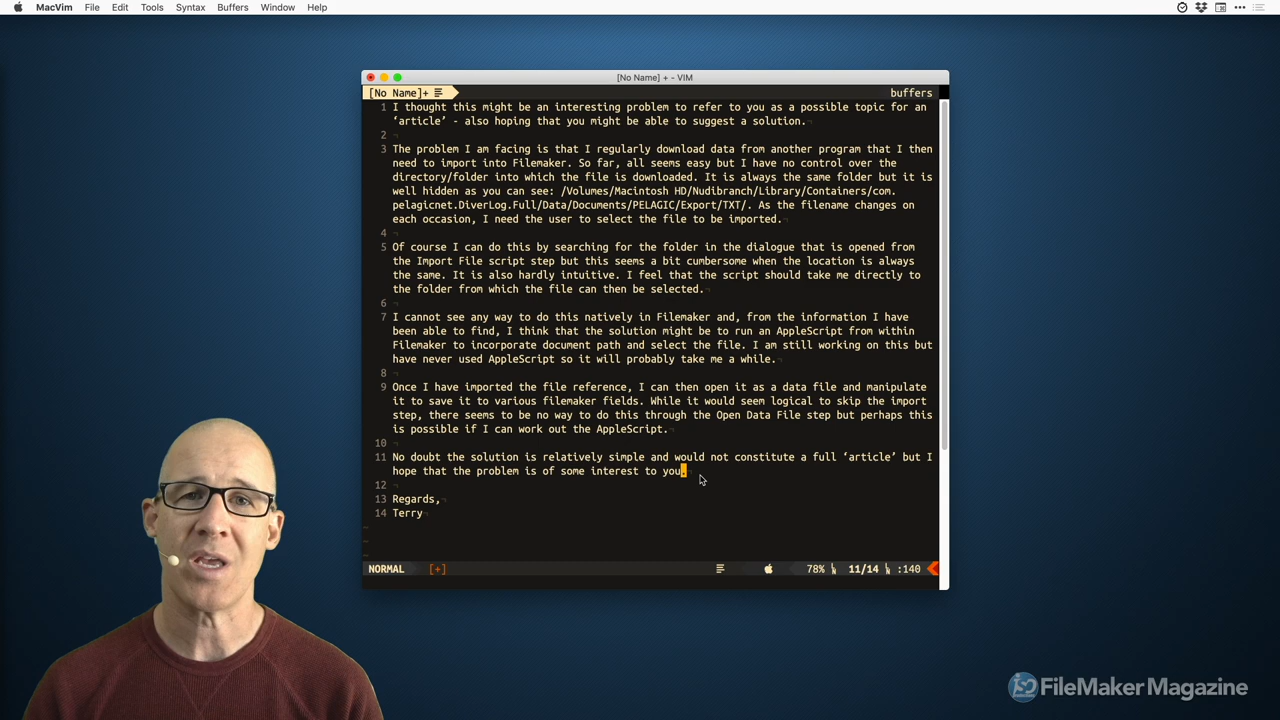 MacVim File Edit Tools Syntax Buffers Window Help
[No Name] + - VIM
[No Name]+ buffers
1 I thought this might be an interesting problem to refer to you as a possible topic for an
‘article’ - also hoping that you might be able to suggest a solution.
2
3 The problem I am facing is that I regularly download data from another program that I then
need to import into Filemaker. So far, all seems easy but I have no control over the
directory/folder into which the file is downloaded. It is always the same folder but it is
well hidden as you can see: /Volumes/Macintosh HD/Nudibranch/Library/Containers/com.
pelagicnet.DiverLog.Full/Data/Documents/PELAGIC/Export/TXT/. As the filename changes on
each occasion, I need the user to select the file to be imported.
4
5 Of course I can do this by searching for the folder in the dialogue that is opened from
the Import File script step but this seems a bit cumbersome when the location is always
the same. It is also hardly intuitive. I feel that the script should take me directly to
the folder from which the file can then be selected.
6
7 I cannot see any way to do this natively in Filemaker and, from the information I have
been able to find, I think that the solution might be to run an AppleScript from within
Filemaker to incorporate document path and select the file. I am still working on this but
have never used AppleScript so it will probably take me a while.
8
9 Once I have imported the file reference, I can then open it as a data file and manipulate
it to save it to various filemaker fields. While it would seem logical to skip the import
step, there seems to be no way to do this through the Open Data File step but perhaps this
is possible if I can work out the AppleScript.
10
11 No doubt the solution is relatively simple and would not constitute a full ‘article’ but I
hope that the problem is of some interest to you.
12
13 Regards,
14 Terry
NORMAL [+] 78% 11/14 :140
FileMaker Magazine